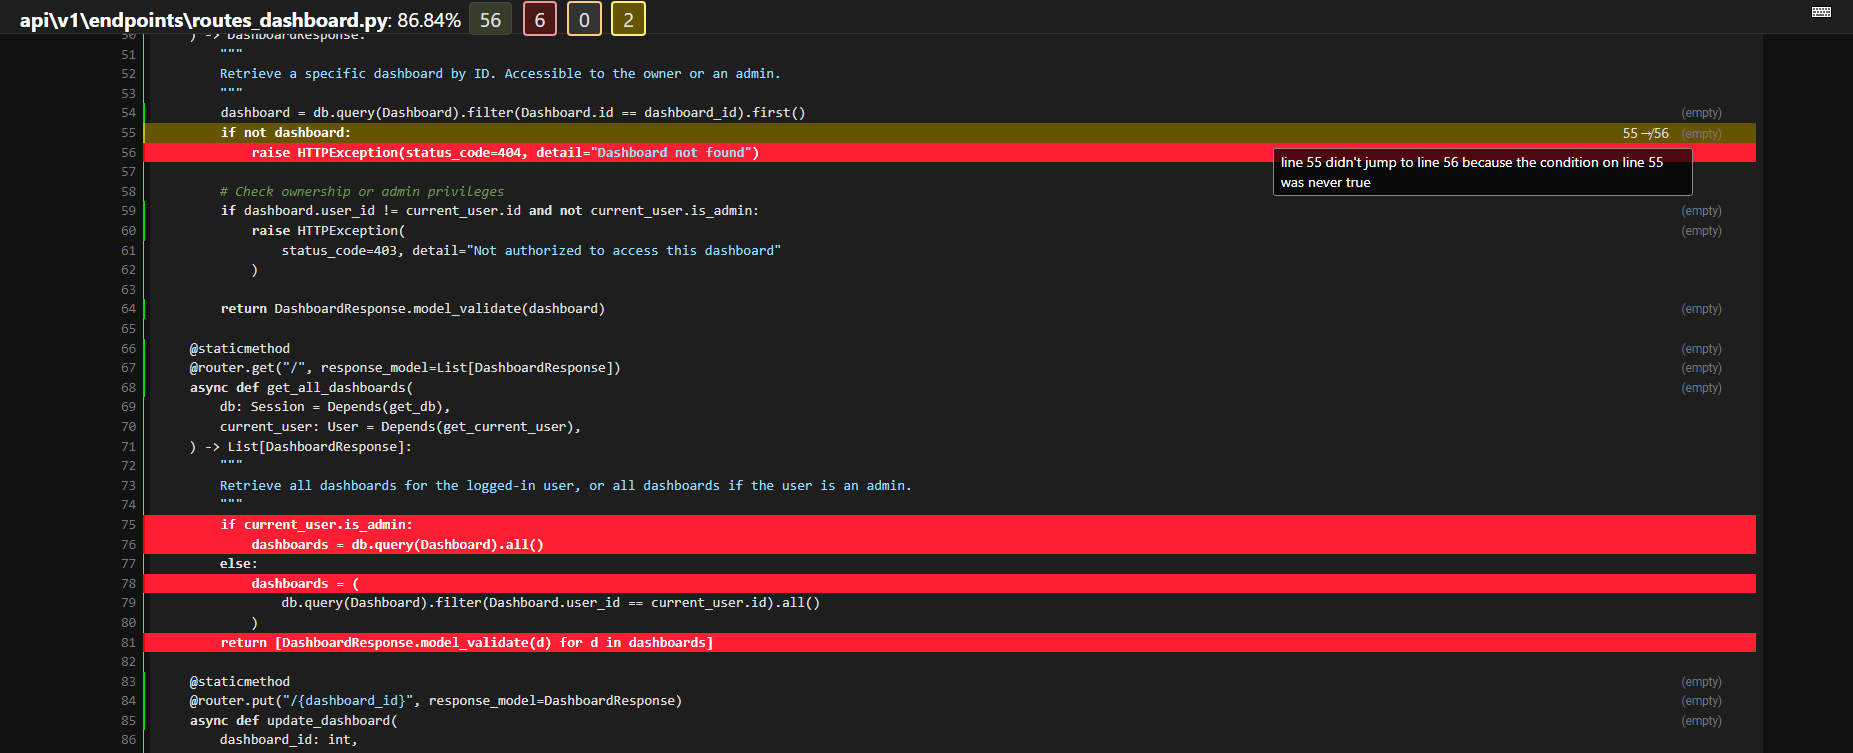 api\v1\endpoints\routes_dashboard.py: 86.84% 56 6 0 2
50 ) -> DashboardResponse:
51 """
52 Retrieve a specific dashboard by ID. Accessible to the owner or an admin.
53 """
54 dashboard = db.query(Dashboard).filter(Dashboard.id == dashboard_id).first() (empty)
55 if not dashboard: 55 ↛56 (empty)
56 raise HTTPException(status_code=404, detail="Dashboard not found")
line 55 didn't jump to line 56 because the condition on line 55
was never true
57
58 # Check ownership or admin privileges
59 if dashboard.user_id != current_user.id and not current_user.is_admin: (empty)
60 raise HTTPException( (empty)
61 status_code=403, detail="Not authorized to access this dashboard"
62 )
63
64 return DashboardResponse.model_validate(dashboard) (empty)
65
66 @staticmethod (empty)
67 @router.get("/", response_model=List[DashboardResponse]) (empty)
68 async def get_all_dashboards( (empty)
69 db: Session = Depends(get_db),
70 current_user: User = Depends(get_current_user),
71 ) -> List[DashboardResponse]:
72 """
73 Retrieve all dashboards for the logged-in user, or all dashboards if the user is an admin.
74 """
75 if current_user.is_admin:
76 dashboards = db.query(Dashboard).all()
77 else:
78 dashboards = (
79 db.query(Dashboard).filter(Dashboard.user_id == current_user.id).all()
80 )
81 return [DashboardResponse.model_validate(d) for d in dashboards]
82
83 @staticmethod (empty)
84 @router.put("/{dashboard_id}", response_model=DashboardResponse) (empty)
85 async def update_dashboard( (empty)
86 dashboard_id: int,